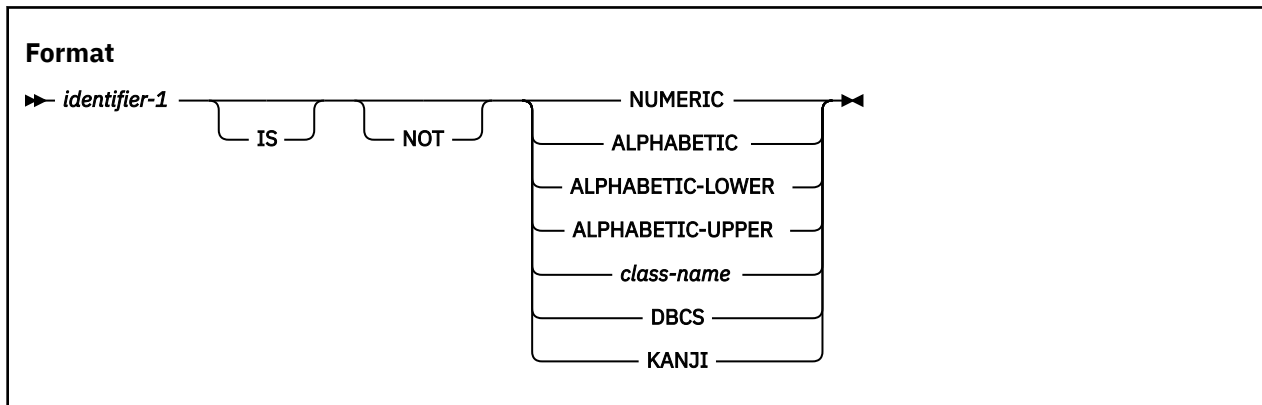 Format
identifier-1 NUMERIC
IS NOT ALPHABETIC
ALPHABETIC-LOWER
ALPHABETIC-UPPER
class-name
DBCS
KANJI